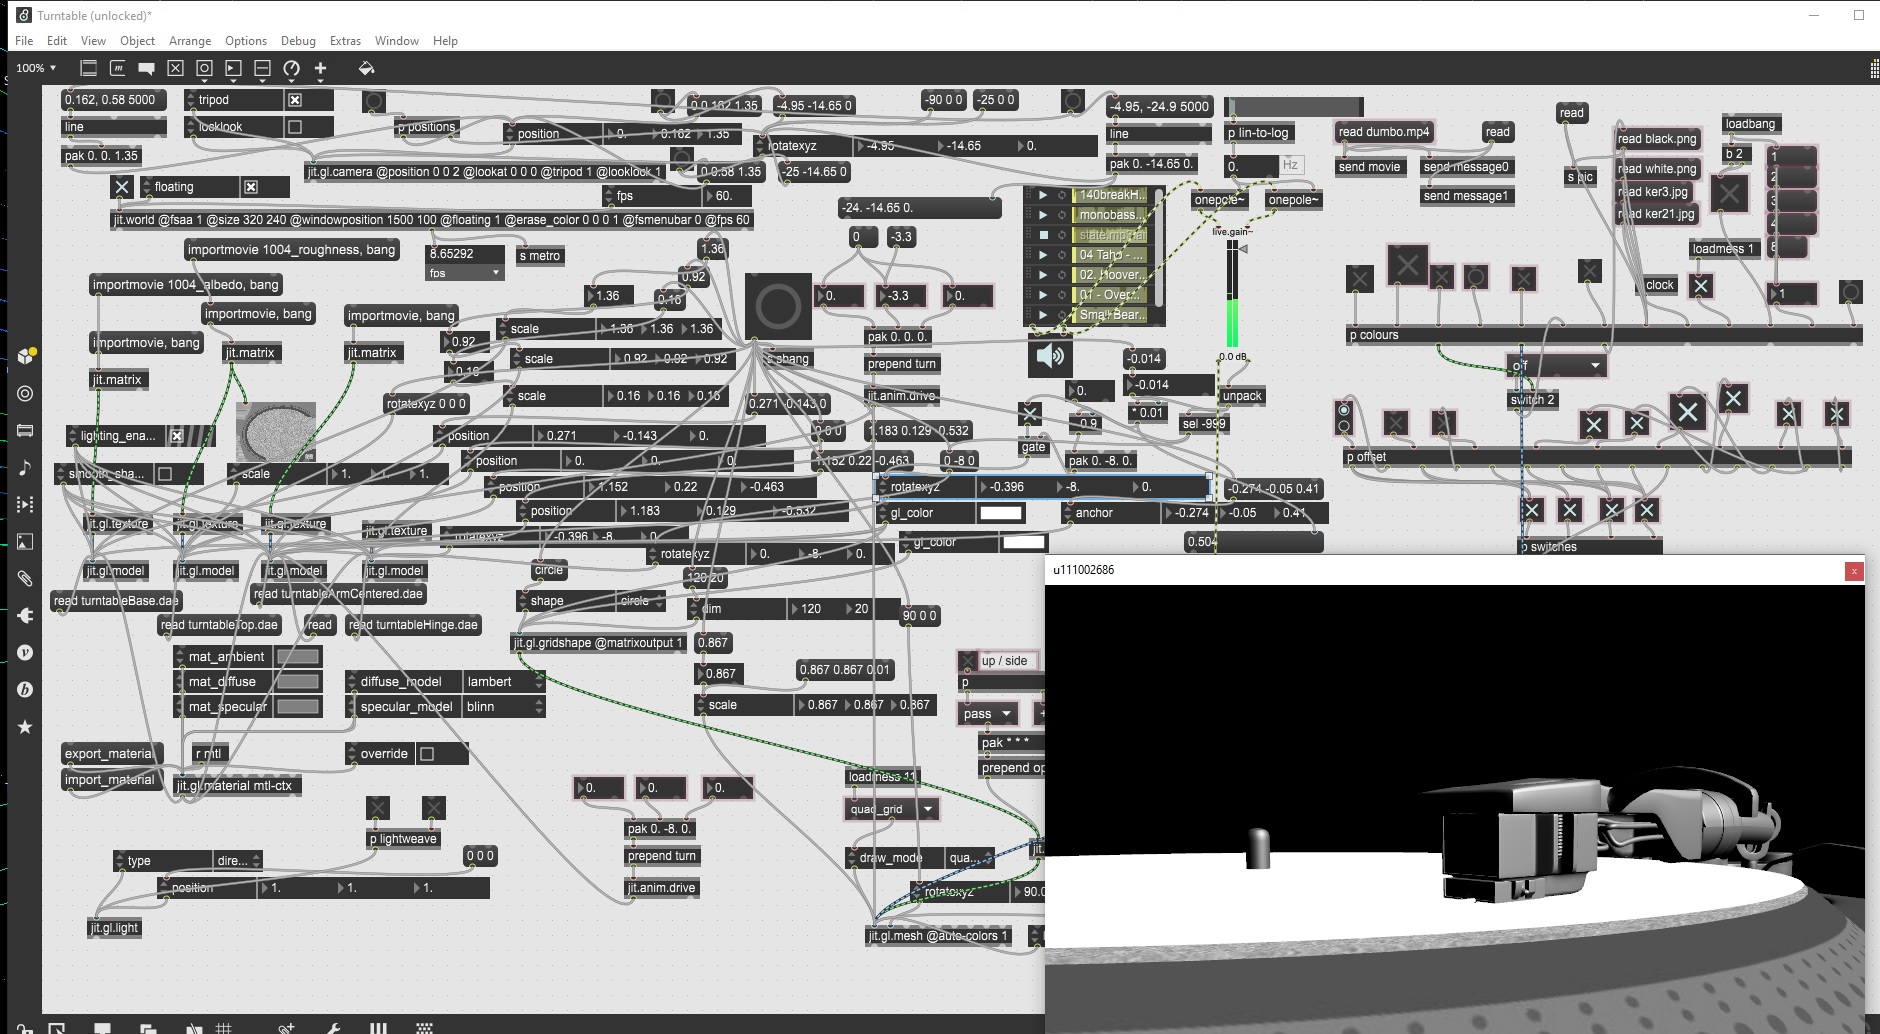 Turntable (unlocked)*
File Edit View Object Arrange Options Debug Extras Window Help
100%
0.162, 0.58 5000
tripod
0 0.162 1.35
-4.95 -14.65 0
-90 0 0
-25 0 0
-4.95, -24.9 5000
line
locklook
p positions
position 0. 0.162 1.35
line
p lin-to-log
read dumbo.mp4
read
read
read black.png
loadbang
pak 0. 0. 1.35
rotatexyz -4.95 -14.65 0.
pak 0. -14.65 0.
0. Hz
send movie
send message0
send message1
s pic
read white.png
read ker3.jpg
read ker21.jpg
b 2
jit.gl.camera @position 0 0 2 @lookat 0 0 0 @tripod 1 @looklook 1
0 0.58 1.35
-25 -14.65 0
floating
fps 60.
jit.world @fsaa 1 @size 320 240 @windowposition 1500 100 @floating 1 @erase_color 0 0 0 1 @fsmenubar 0 @fps 60
-24. -14.65 0.
140breakH...
monobass...
04 Taho - ...
02. Hoover...
01 - Over...
Small Bear...
onepole~
onepole~
live.gain~
0.0 dB
importmovie 1004_roughness, bang
8.65292
fps
s metro
1.36
0
-3.3
loadmess 1
clock
1
importmovie 1004_albedo, bang
0.92
1.36
0.16
0.
-3.3
0.
importmovie, bang
importmovie, bang
importmovie, bang
scale 1.36 1.36 1.36
pak 0. 0. 0.
p colours
jit.matrix
jit.matrix
jit.matrix
0.92
scale 0.92 0.92 0.92
s bang
prepend turn
-0.014
-0.014
off
0.16
scale 0.16 0.16 0.16
jit.anim.drive
0.
* 0.01
unpack
switch 2
rotatexyz 0 0 0
0.271 -0.143 0
0.9
sel -999
lighting_ena...
position 0.271 -0.143 0.
0 0 0
1.183 0.129 -0.532
gate
p offset
smooth_sha...
scale 1. 1. 1.
position 0. 0. 0.
1.152 0.22 -0.463
0 -8 0
pak 0. -8. 0.
position 1.152 0.22 -0.463
rotatexyz -0.396 -8. 0.
-0.274 -0.05 0.41
position 1.183 0.129 -0.532
gl_color
anchor -0.274 -0.05 0.41
jit.gl.texture
jit.gl.texture
jit.gl.texture
jit.gl.texture
rotatexyz -0.396 -8. 0.
gl_color
0.504
p switches
rotatexyz 0. -8. 0.
jit.gl.model
jit.gl.model
jit.gl.model
jit.gl.model
circle
120 20
u111002686
read turntableBase.dae
read turntableArmCentered.dae
shape circle
dim 120 20
90 0 0
read turntableTop.dae
read
read turntableHinge.dae
jit.gl.gridshape @matrixoutput 1
0.867
mat_ambient
mat_diffuse
mat_specular
diffuse_model lambert
specular_model blinn
0.867
0.867 0.867 0.01
up / side
p
scale 0.867 0.867 0.867
pass
export_material
import_material
r mtl
override
pak * * *
prepend op
jit.gl.material mtl-ctx
0.
0.
0.
loadmess 11
quad_grid
p lightweave
pak 0. -8. 0.
type dire...
0 0 0
prepend turn
draw_mode qua...
position 1. 1. 1.
jit.anim.drive
rotatexyz 90.0
jit.gl.light
jit.gl.mesh @auto-colors 1